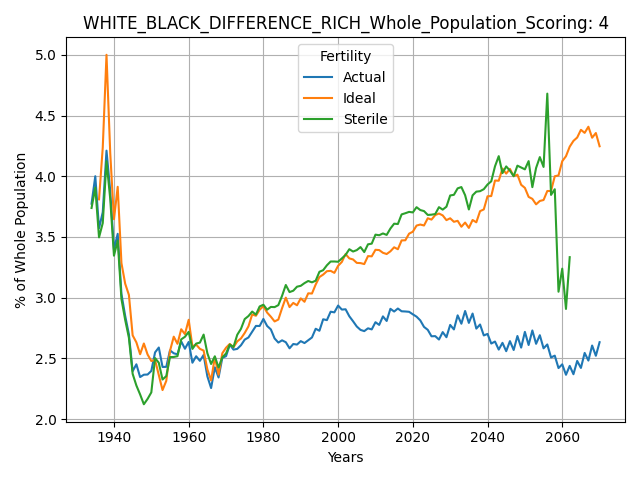 WHITE_BLACK_DIFFERENCE_RICH_Whole_Population_Scoring: 4
Fertility
Actual
Ideal
Sterile
% of Whole Population
5.0
4.5
4.0
3.5
3.0
2.5
2.0
1940
1960
1980
2000
2020
2040
2060
Years